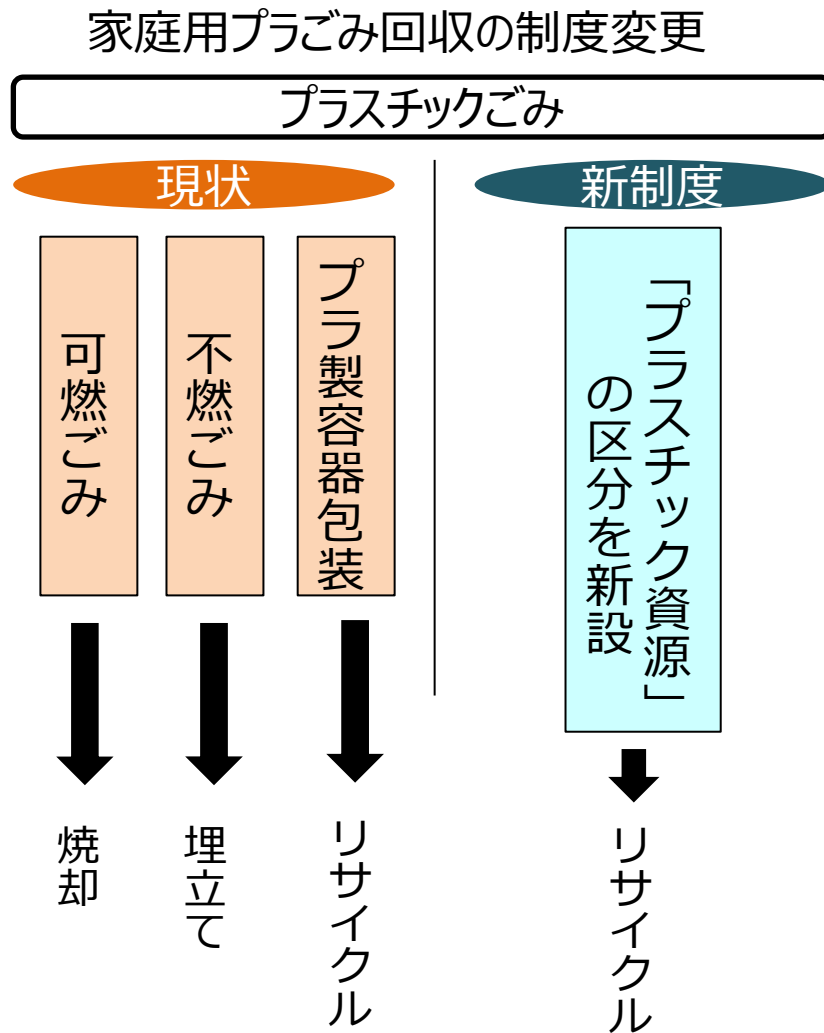 家庭用プラごみ回収の制度変更
プラスチックごみ
現状
可燃ごみ
焼却
不燃ごみ
埋立て
プラ製容器包装
リサイクル
新制度
「プラスチック資源」
の区分を新設
リサイクル